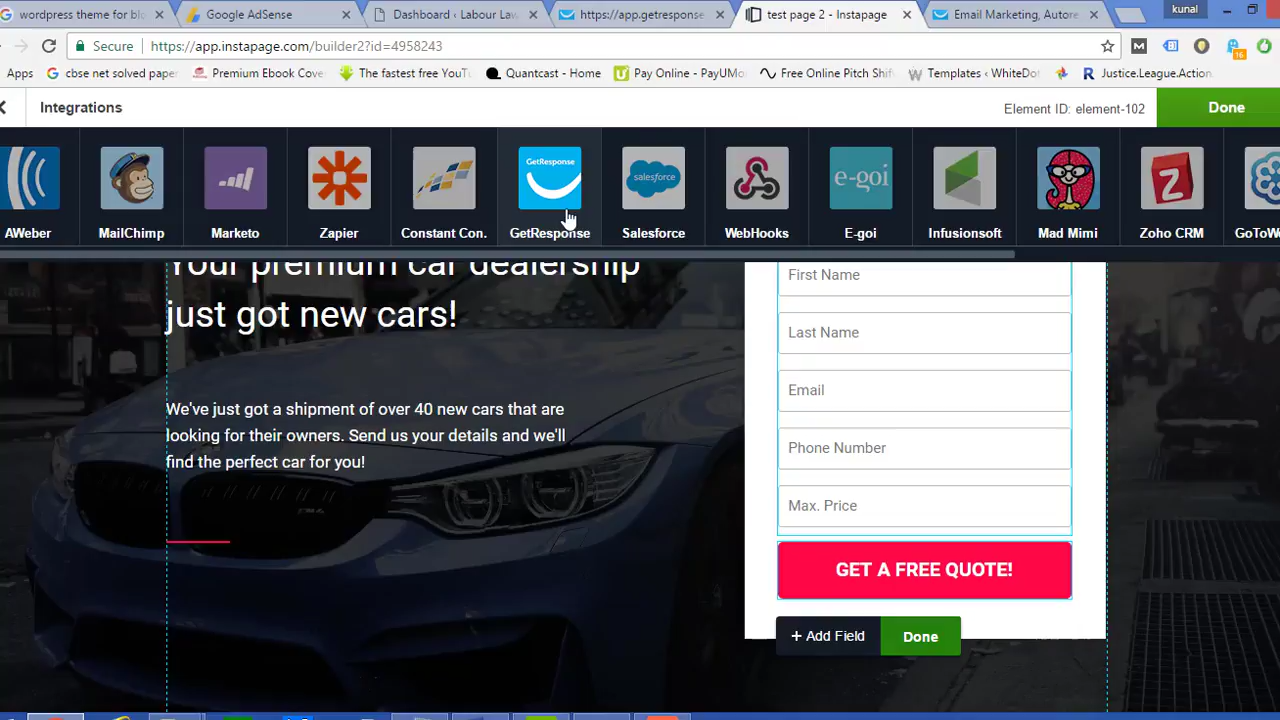 wordpress theme for blo
Google AdSense
Dashboard ‹ Labour Law
https://app.getresponse
test page 2 - Instapage
Email Marketing, Autore
kunal
Secure
https://app.instapage.com/builder2?id=4958243
16
Apps
cbse net solved paper
Premium Ebook Cove
The fastest free YouT
Quantcast - Home
Pay Online - PayUMo
Free Online Pitch Shif
Templates ‹ WhiteDo
Justice.League.Action.
Integrations
Element ID: element-102
Done
GetResponse
salesforce
e-goi
AWeber
MailChimp
Marketo
Zapier
Constant Con.
GetResponse
Salesforce
WebHooks
E-goi
Infusionsoft
Mad Mimi
Zoho CRM
GoToW
Your premium car dealership
just got new cars!
We've just got a shipment of over 40 new cars that are
looking for their owners. Send us your details and we'll
find the perfect car for you!
First Name
Last Name
Email
Phone Number
Max. Price
GET A FREE QUOTE!
+ Add Field
Done